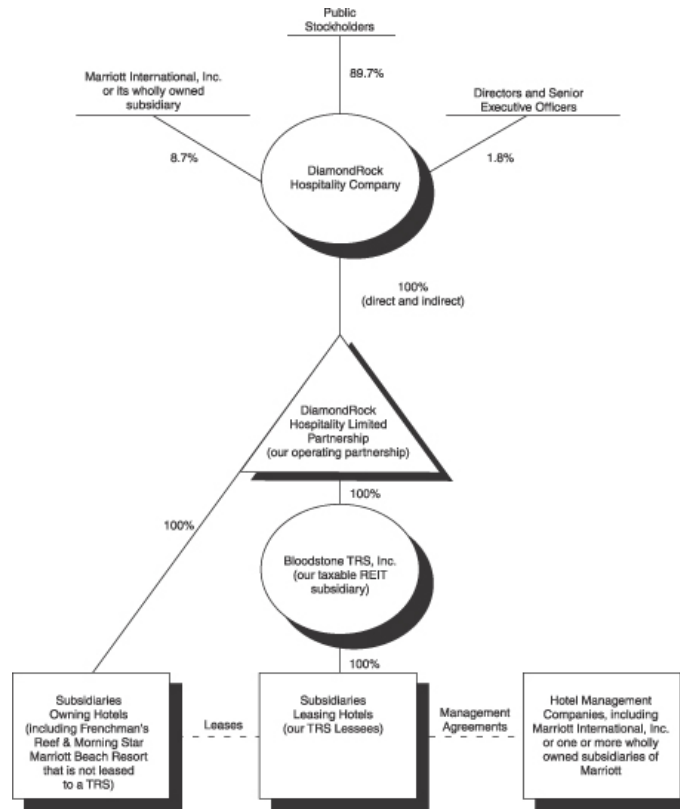 Public
Stockholders
89.7%
Marriott International, Inc.
or its wholly owned
subsidiary
Directors and Senior
Executive Officers
8.7%
1.8%
DiamondRock
Hospitality Company
100%
(direct and indirect)
DiamondRock
Hospitality Limited
Partnership
(our operating partnership)
100%
100%
Bloodstone TRS, Inc.
(our taxable REIT
subsidiary)
100%
Subsidiaries
Owning Hotels
(including Frenchman's
Reef & Morning Star
Marriott Beach Resort
that is not leased
to a TRS)
Leases
Subsidiaries
Leasing Hotels
(our TRS Lessees)
Management
Agreements
Hotel Management
Companies, including
Marriott International, Inc.
or one or more wholly
owned subsidiaries of
Marriott